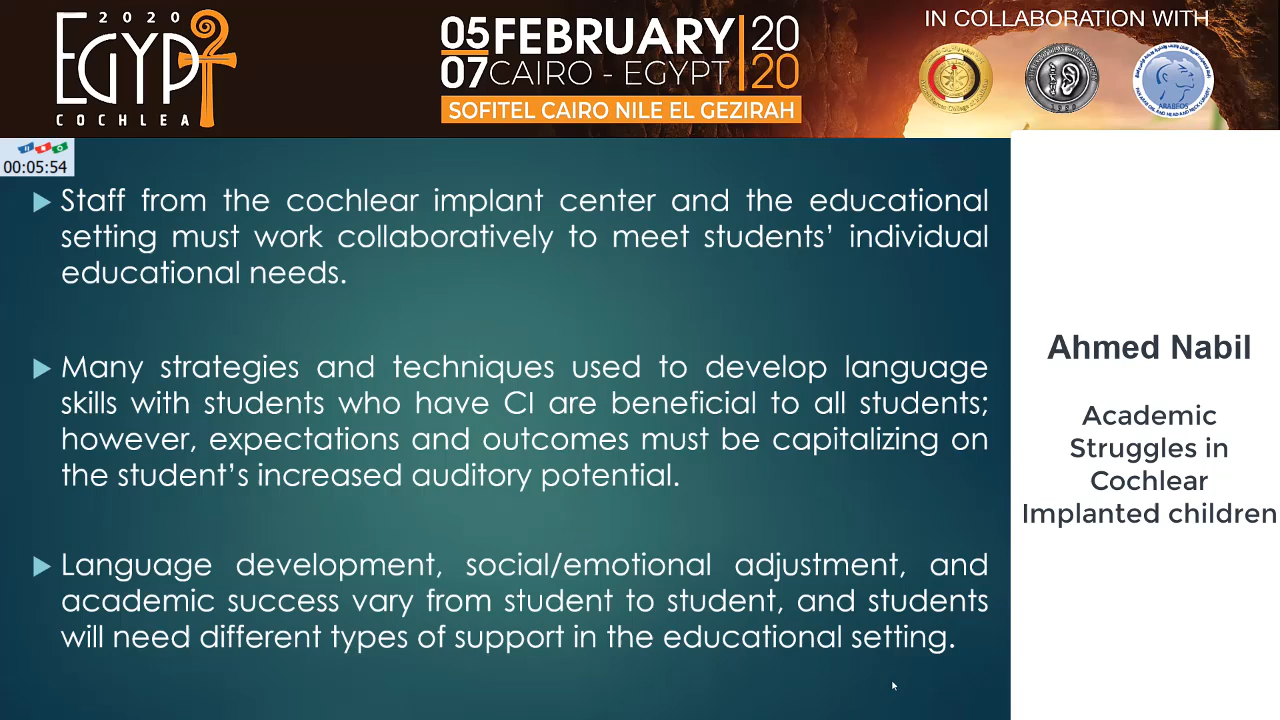 2020
EGYPT
COCHLEA
05 FEBRUARY 20
07 CAIRO - EGYPT 20
SOFITEL CAIRO NILE EL GEZIRAH
IN COLLABORATION WITH
ARABFOS
00:05:54
Staff from the cochlear implant center and the educational
setting must work collaboratively to meet students’ individual
educational needs.
Many strategies and techniques used to develop language
skills with students who have CI are beneficial to all students;
however, expectations and outcomes must be capitalizing on
the student’s increased auditory potential.
Language development, social/emotional adjustment, and
academic success vary from student to student, and students
will need different types of support in the educational setting.
Ahmed Nabil
Academic
Struggles in
Cochlear
Implanted children